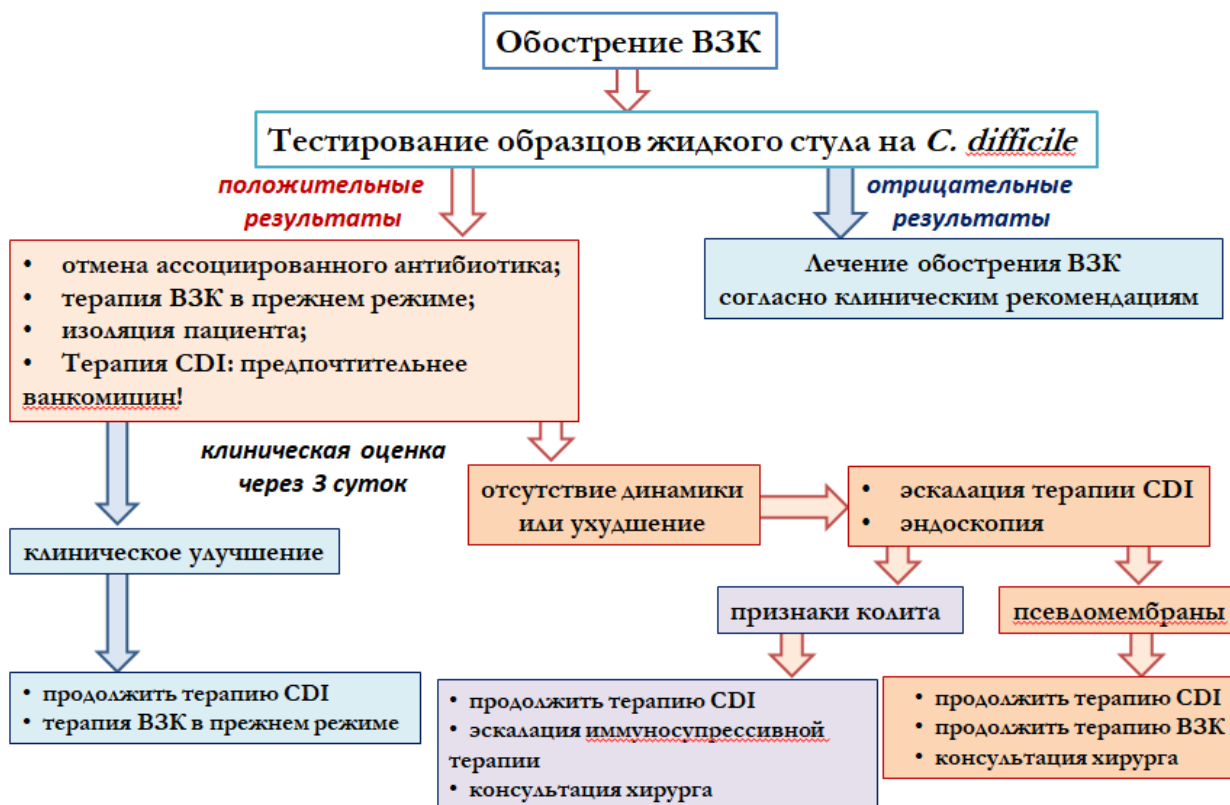 Обострение ВЗК
Тестирование образцов жидкого стула на C. difficile
положительные
результаты
отрицательные
результаты
• отмена ассоциированного антибиотика;
• терапия ВЗК в прежнем режиме;
• изоляция пациента;
• Терапия CDI: предпочтительнее
ванкомицин!
Лечение обострения ВЗК
согласно клиническим рекомендациям
клиническая оценка
через 3 суток
отсутствие динамики
или ухудшение
• эскалация терапии CDI
• эндоскопия
клиническое улучшение
признаки колита
псевдомембраны
• продолжить терапию CDI
• терапия ВЗК в прежнем режиме
• продолжить терапию CDI
• эскалация иммуносупрессивной
терапии
• консультация хирурга
• продолжить терапию CDI
• продолжить терапию ВЗК
• консультация хирурга